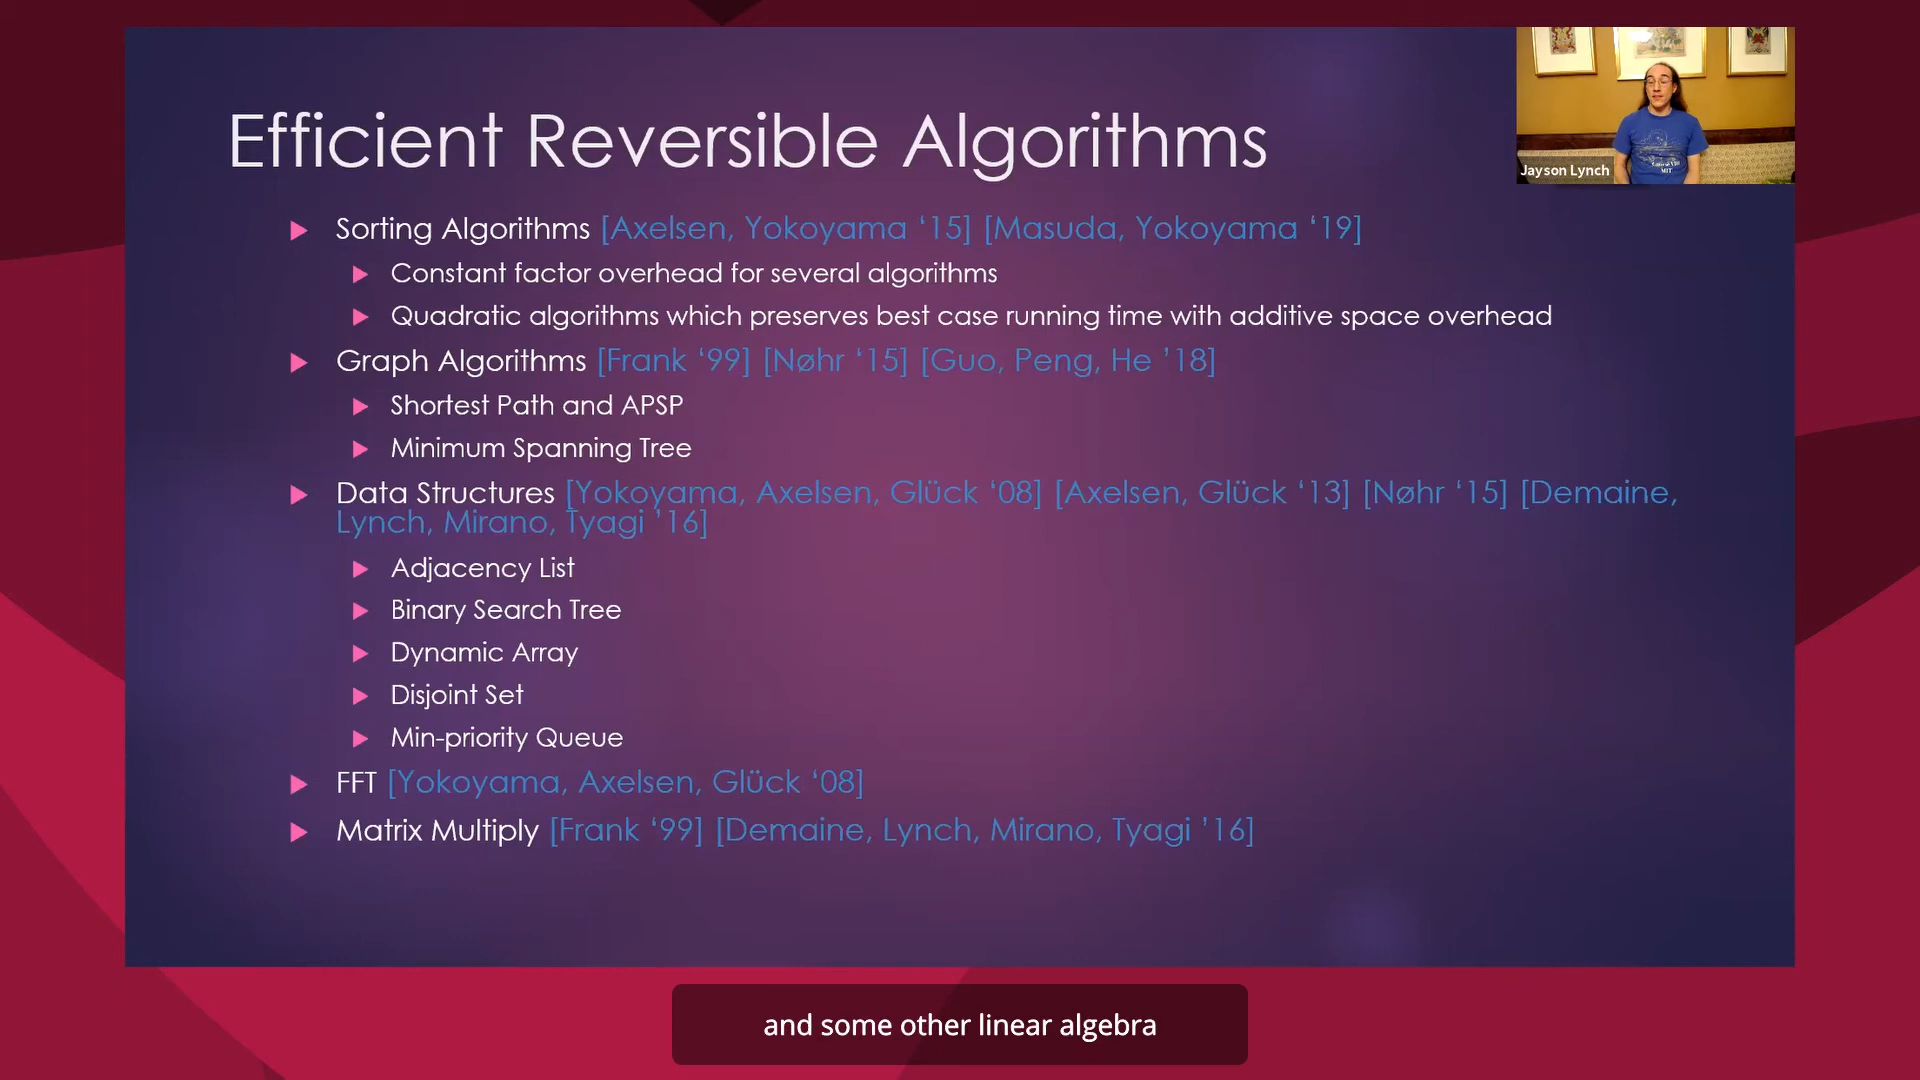 Efficient Reversible Algorithms
Jayson Lynch
Sorting Algorithms [Axelsen, Yokoyama ‘15] [Masuda, Yokoyama ‘19]
Constant factor overhead for several algorithms
Quadratic algorithms which preserves best case running time with additive space overhead
Graph Algorithms [Frank ‘99] [Nøhr ‘15] [Guo, Peng, He ’18]
Shortest Path and APSP
Minimum Spanning Tree
Data Structures [Yokoyama, Axelsen, Glück ‘08] [Axelsen, Glück ‘13] [Nøhr ‘15] [Demaine,
Lynch, Mirano, Tyagi ’16]
Adjacency List
Binary Search Tree
Dynamic Array
Disjoint Set
Min-priority Queue
FFT [Yokoyama, Axelsen, Glück ‘08]
Matrix Multiply [Frank ‘99] [Demaine, Lynch, Mirano, Tyagi ’16]
and some other linear algebra